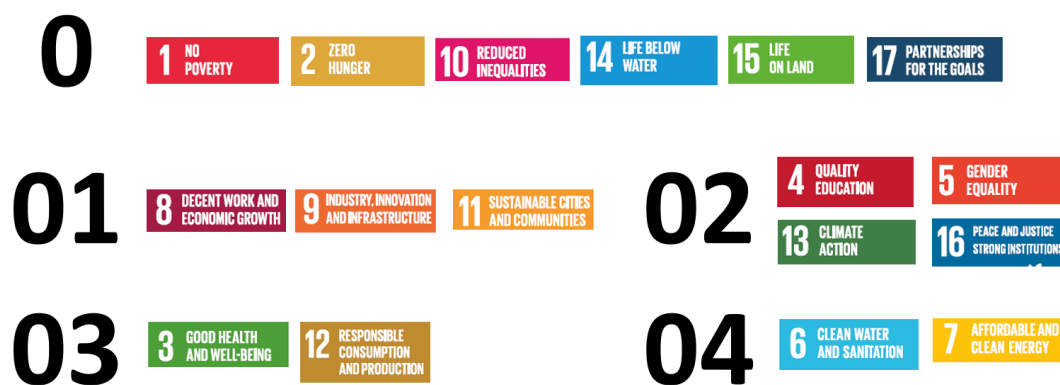 0
1 NO
POVERTY
2 ZERO
HUNGER
10 REDUCED
INEQUALITIES
14 LIFE BELOW
WATER
15 LIFE
ON LAND
17 PARTNERSHIPS
FOR THE GOALS
01
8 DECENT WORK AND
ECONOMIC GROWTH
9 INDUSTRY, INNOVATION
AND INFRASTRUCTURE
11 SUSTAINABLE CITIES
AND COMMUNITIES
02
4 QUALITY
EDUCATION
5 GENDER
EQUALITY
13 CLIMATE
ACTION
16 PEACE AND JUSTICE
STRONG INSTITUTIONS
03
3 GOOD HEALTH
AND WELL-BEING
12 RESPONSIBLE
CONSUMPTION
AND PRODUCTION
04
6 CLEAN WATER
AND SANITATION
7 AFFORDABLE AND
CLEAN ENERGY